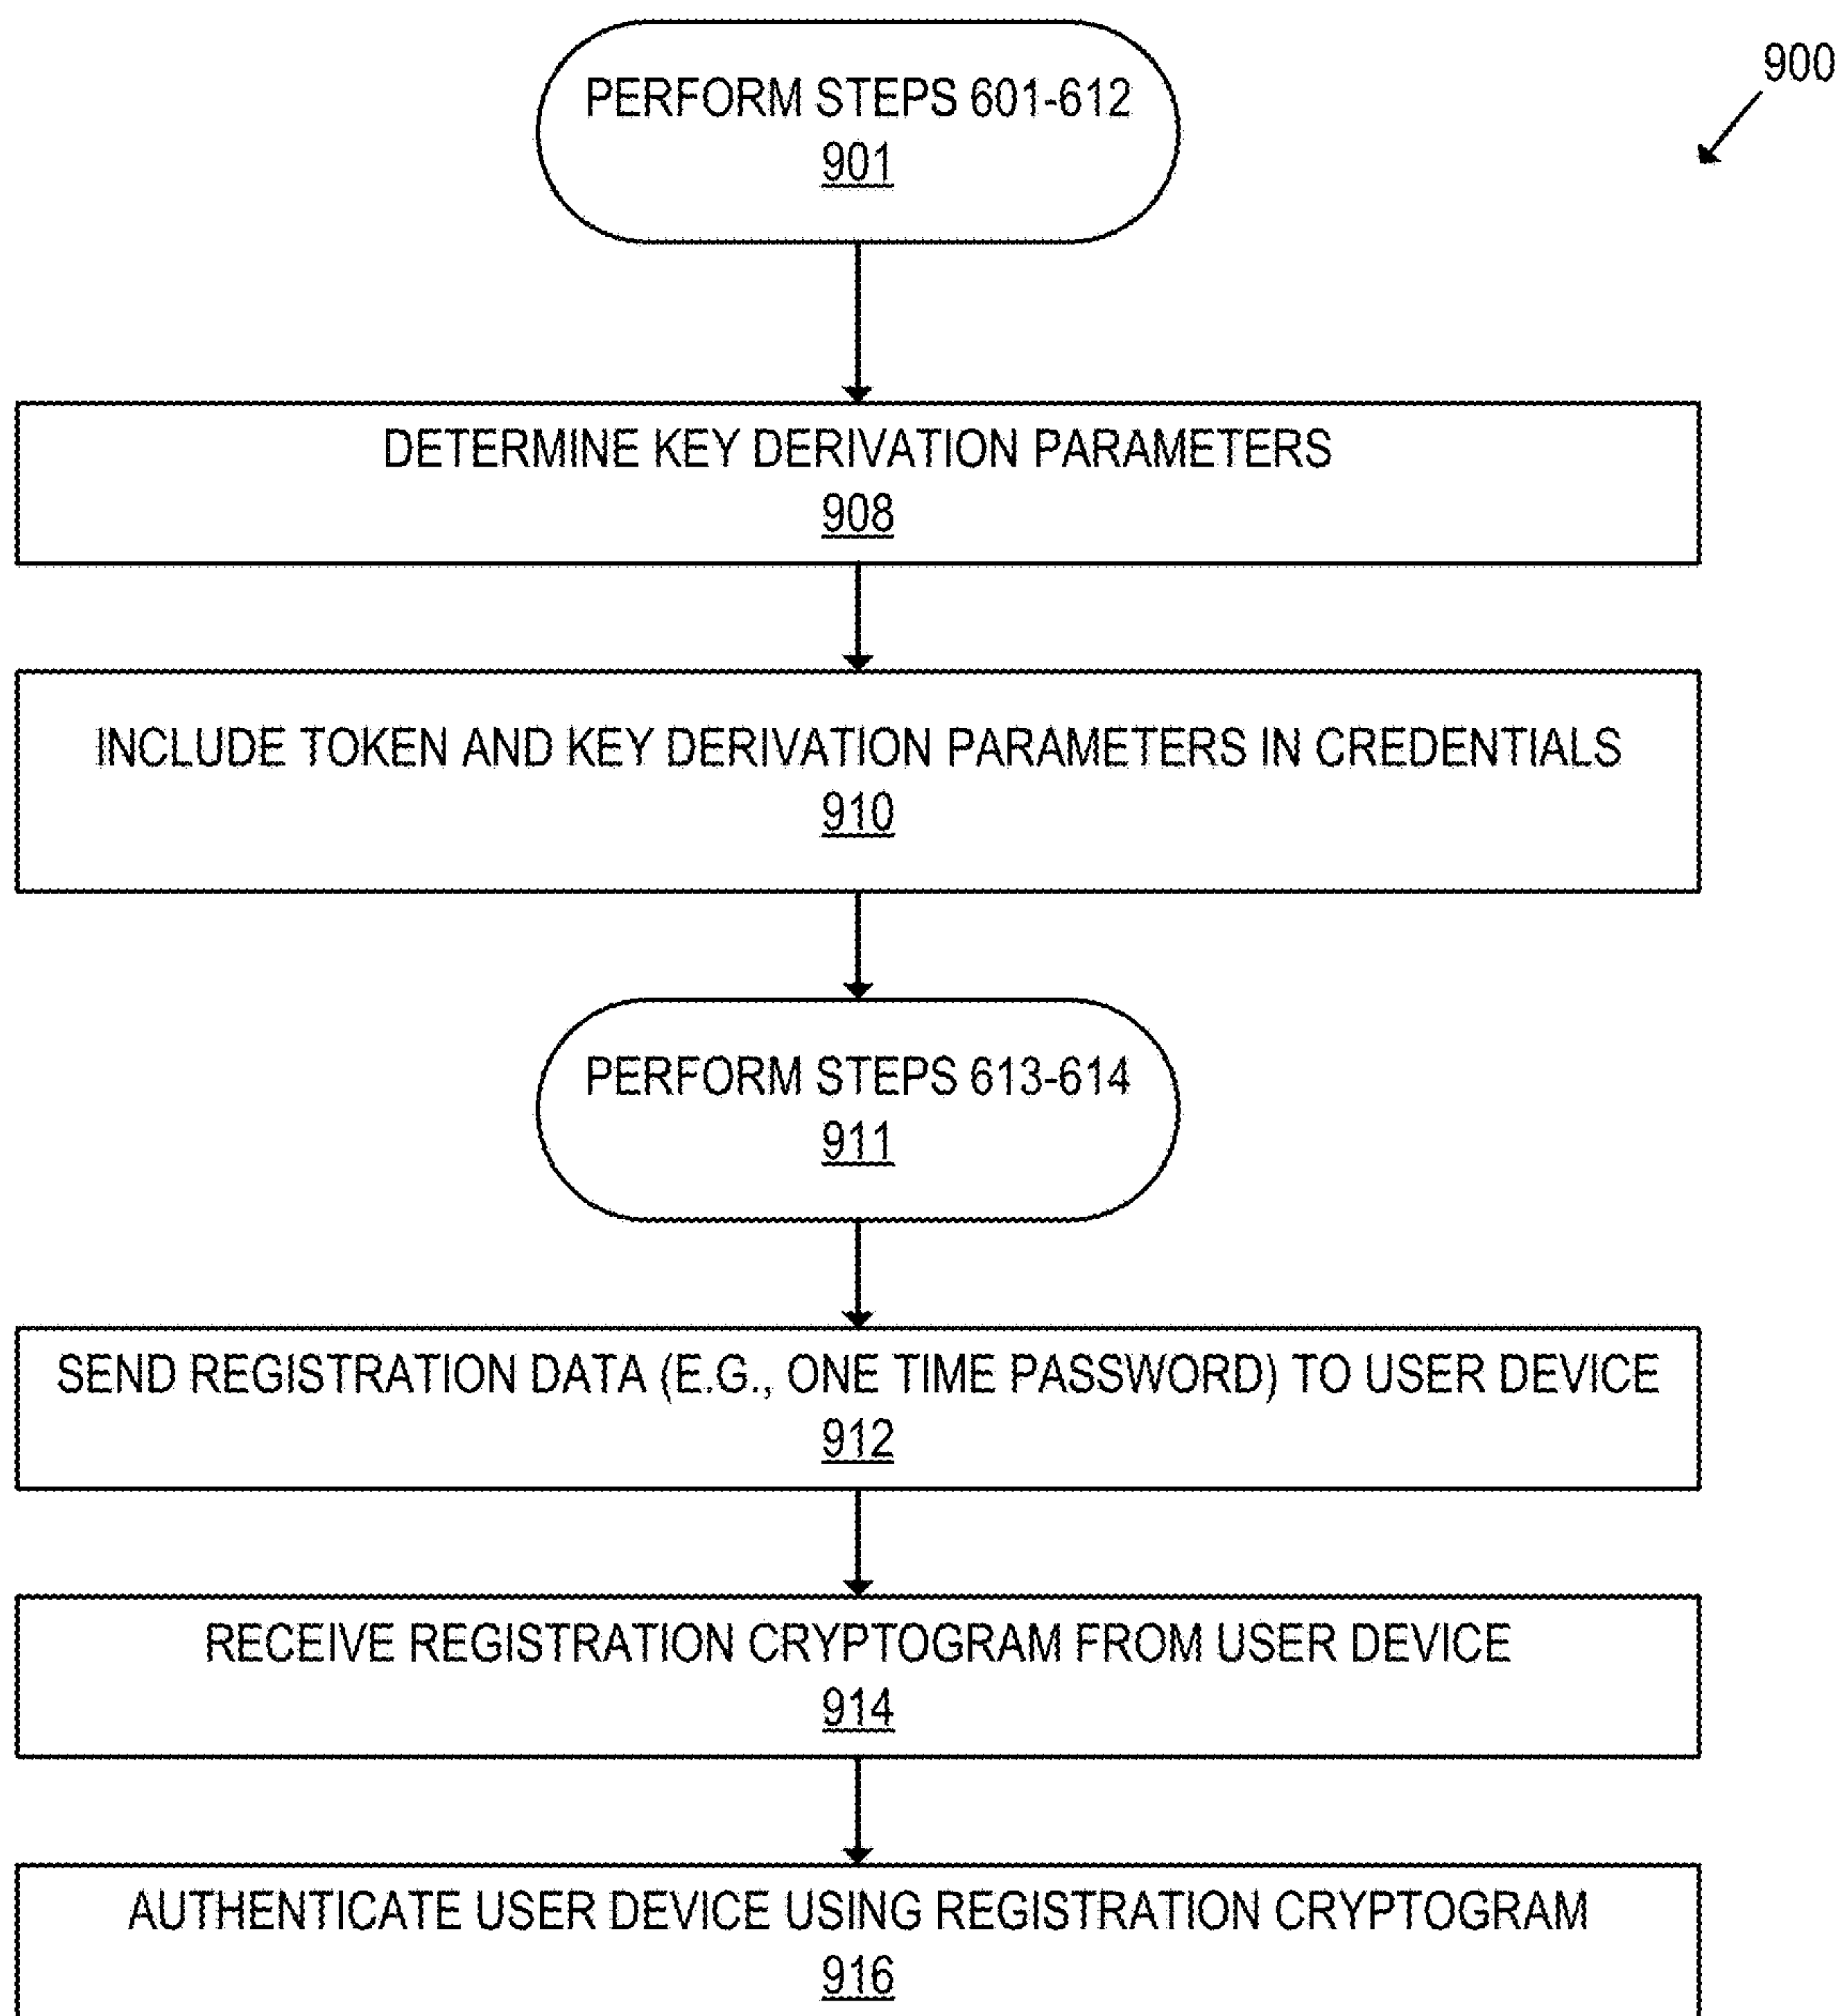 900
PERFORM STEPS 601-612
901
DETERMINE KEY DERIVATION PARAMETERS
908
INCLUDE TOKEN AND KEY DERIVATION PARAMETERS IN CREDENTIALS
910
PERFORM STEPS 613-614
911
SEND REGISTRATION DATA (E.G., ONE TIME PASSWORD) TO USER DEVICE
912
RECEIVE REGISTRATION CRYPTOGRAM FROM USER DEVICE
914
AUTHENTICATE USER DEVICE USING REGISTRATION CRYPTOGRAM
916